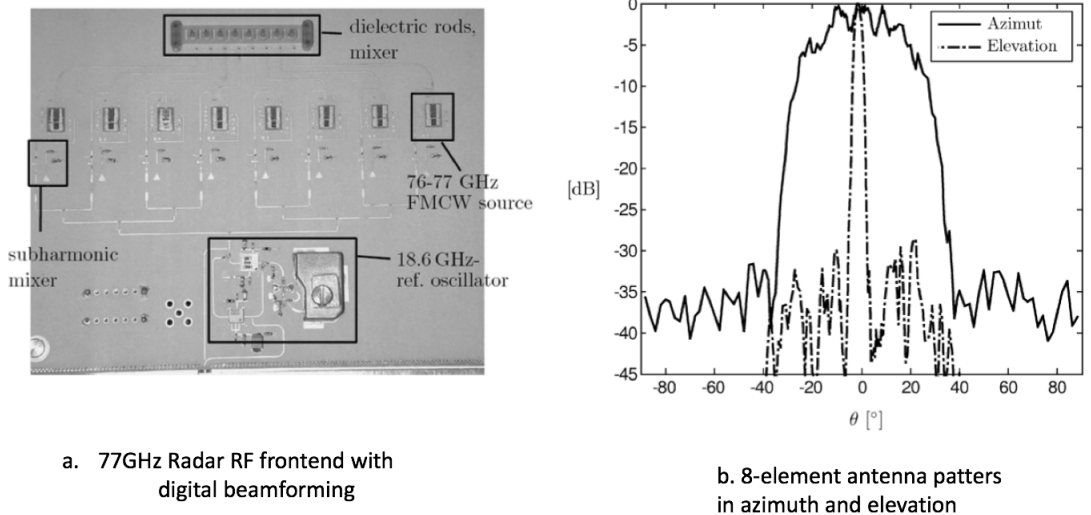 dielectric rods,
mixer
76-77 GHz
FMCW source
subharmonic
mixer
18.6 GHz-
ref. oscillator
a. 77GHz Radar RF frontend with
digital beamforming
0
-5
-10
-15
-20
-25
-30
-35
-40
-45
[dB]
Azimut
Elevation
-80 -60 -40 -20 0 20 40 60 80
θ [°]
b. 8-element antenna patters
in azimuth and elevation